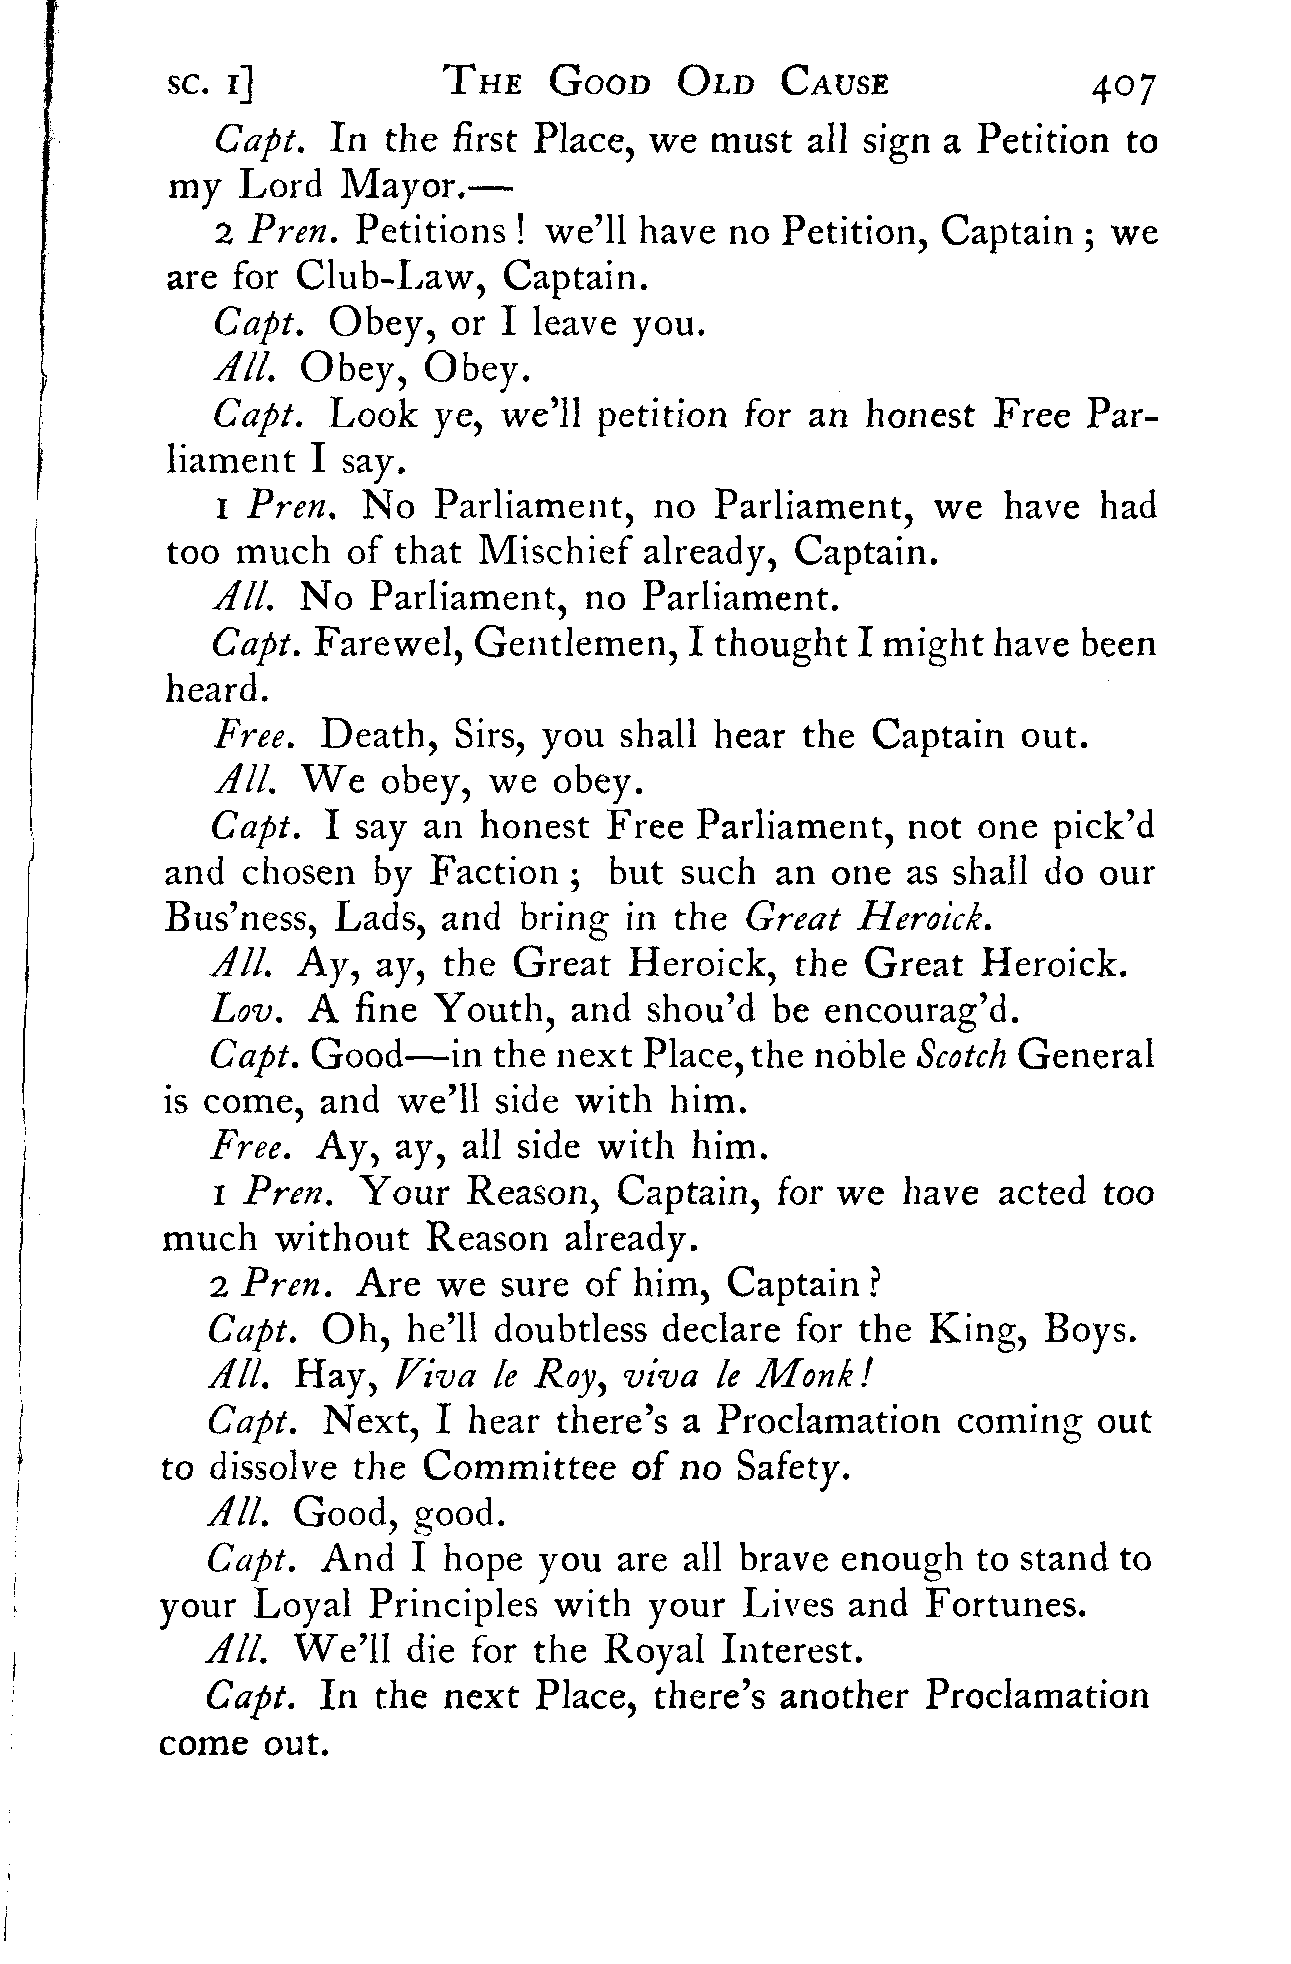 SC. I] THE GOOD OLD CAUSE 407
Capt. In the first Place, we must all sign a Petition to
my Lord Mayor.—
2 Pren. Petitions ! we'll have no Petition, Captain ; we
are for Club-Law, Captain.
Capt. Obey, or I leave you.
All. Obey, Obey.
Capt. Look ye, we'll petition for an honest Free Par-
liament I say.
1 Pren. No Parliament, no Parliament, we have had
too much of that Mischief already, Captain.
All. No Parliament, no Parliament.
Capt. Farewel, Gentlemen, I thought I might have been
heard.
Free. Death, Sirs, you shall hear the Captain out.
All. We obey, we obey.
Capt. I say an honest Free Parliament, not one pick'd
and chosen by Faction ; but such an one as shall do our
Bus'ness, Lads, and bring in the Great Heroick.
All. Ay, ay, the Great Heroick, the Great Heroick.
Lov. A fine Youth, and shou'd be encourag'd.
Capt. Good—in the next Place, the noble Scotch General
is come, and we'll side with him.
Free. Ay, ay, all side with him.
1 Pren. Your Reason, Captain, for we have acted too
much without Reason already.
2 Pren. Are we sure of him, Captain ?
Capt. Oh, he'll doubtless declare for the King, Boys.
All. Hay, Viva le Roy, viva le Monk !
Capt. Next, I hear there's a Proclamation coming out
to dissolve the Committee of no Safety.
All. Good, good.
Capt. And I hope you are all brave enough to stand to
your Loyal Principles with your Lives and Fortunes.
All. We'll die for the Royal Interest.
Capt. In the next Place, there's another Proclamation
come out.